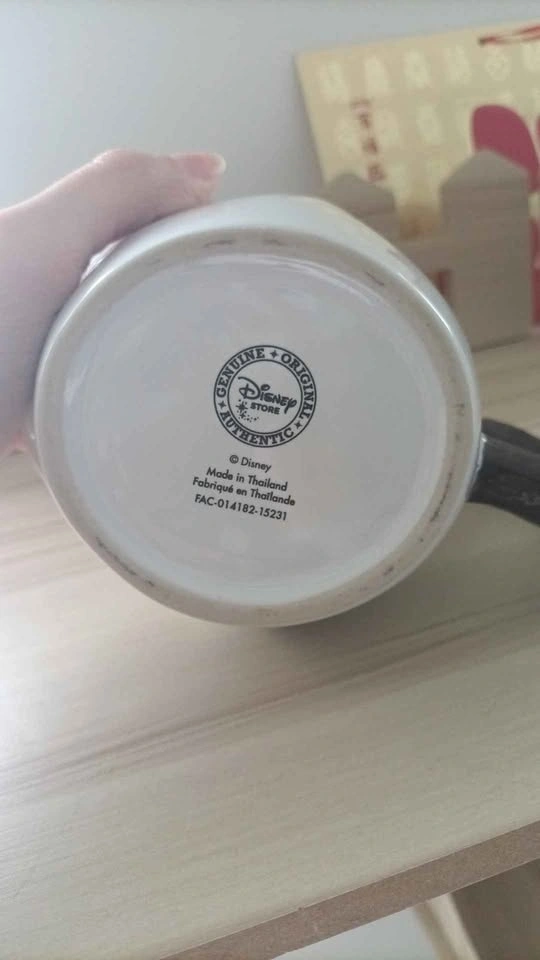 GENUINE ORIGINAL AUTHENTIC
Disney
STORE
© Disney
Made in Thailand
Fabriqué en Thaïlande
FAC-014182-15231